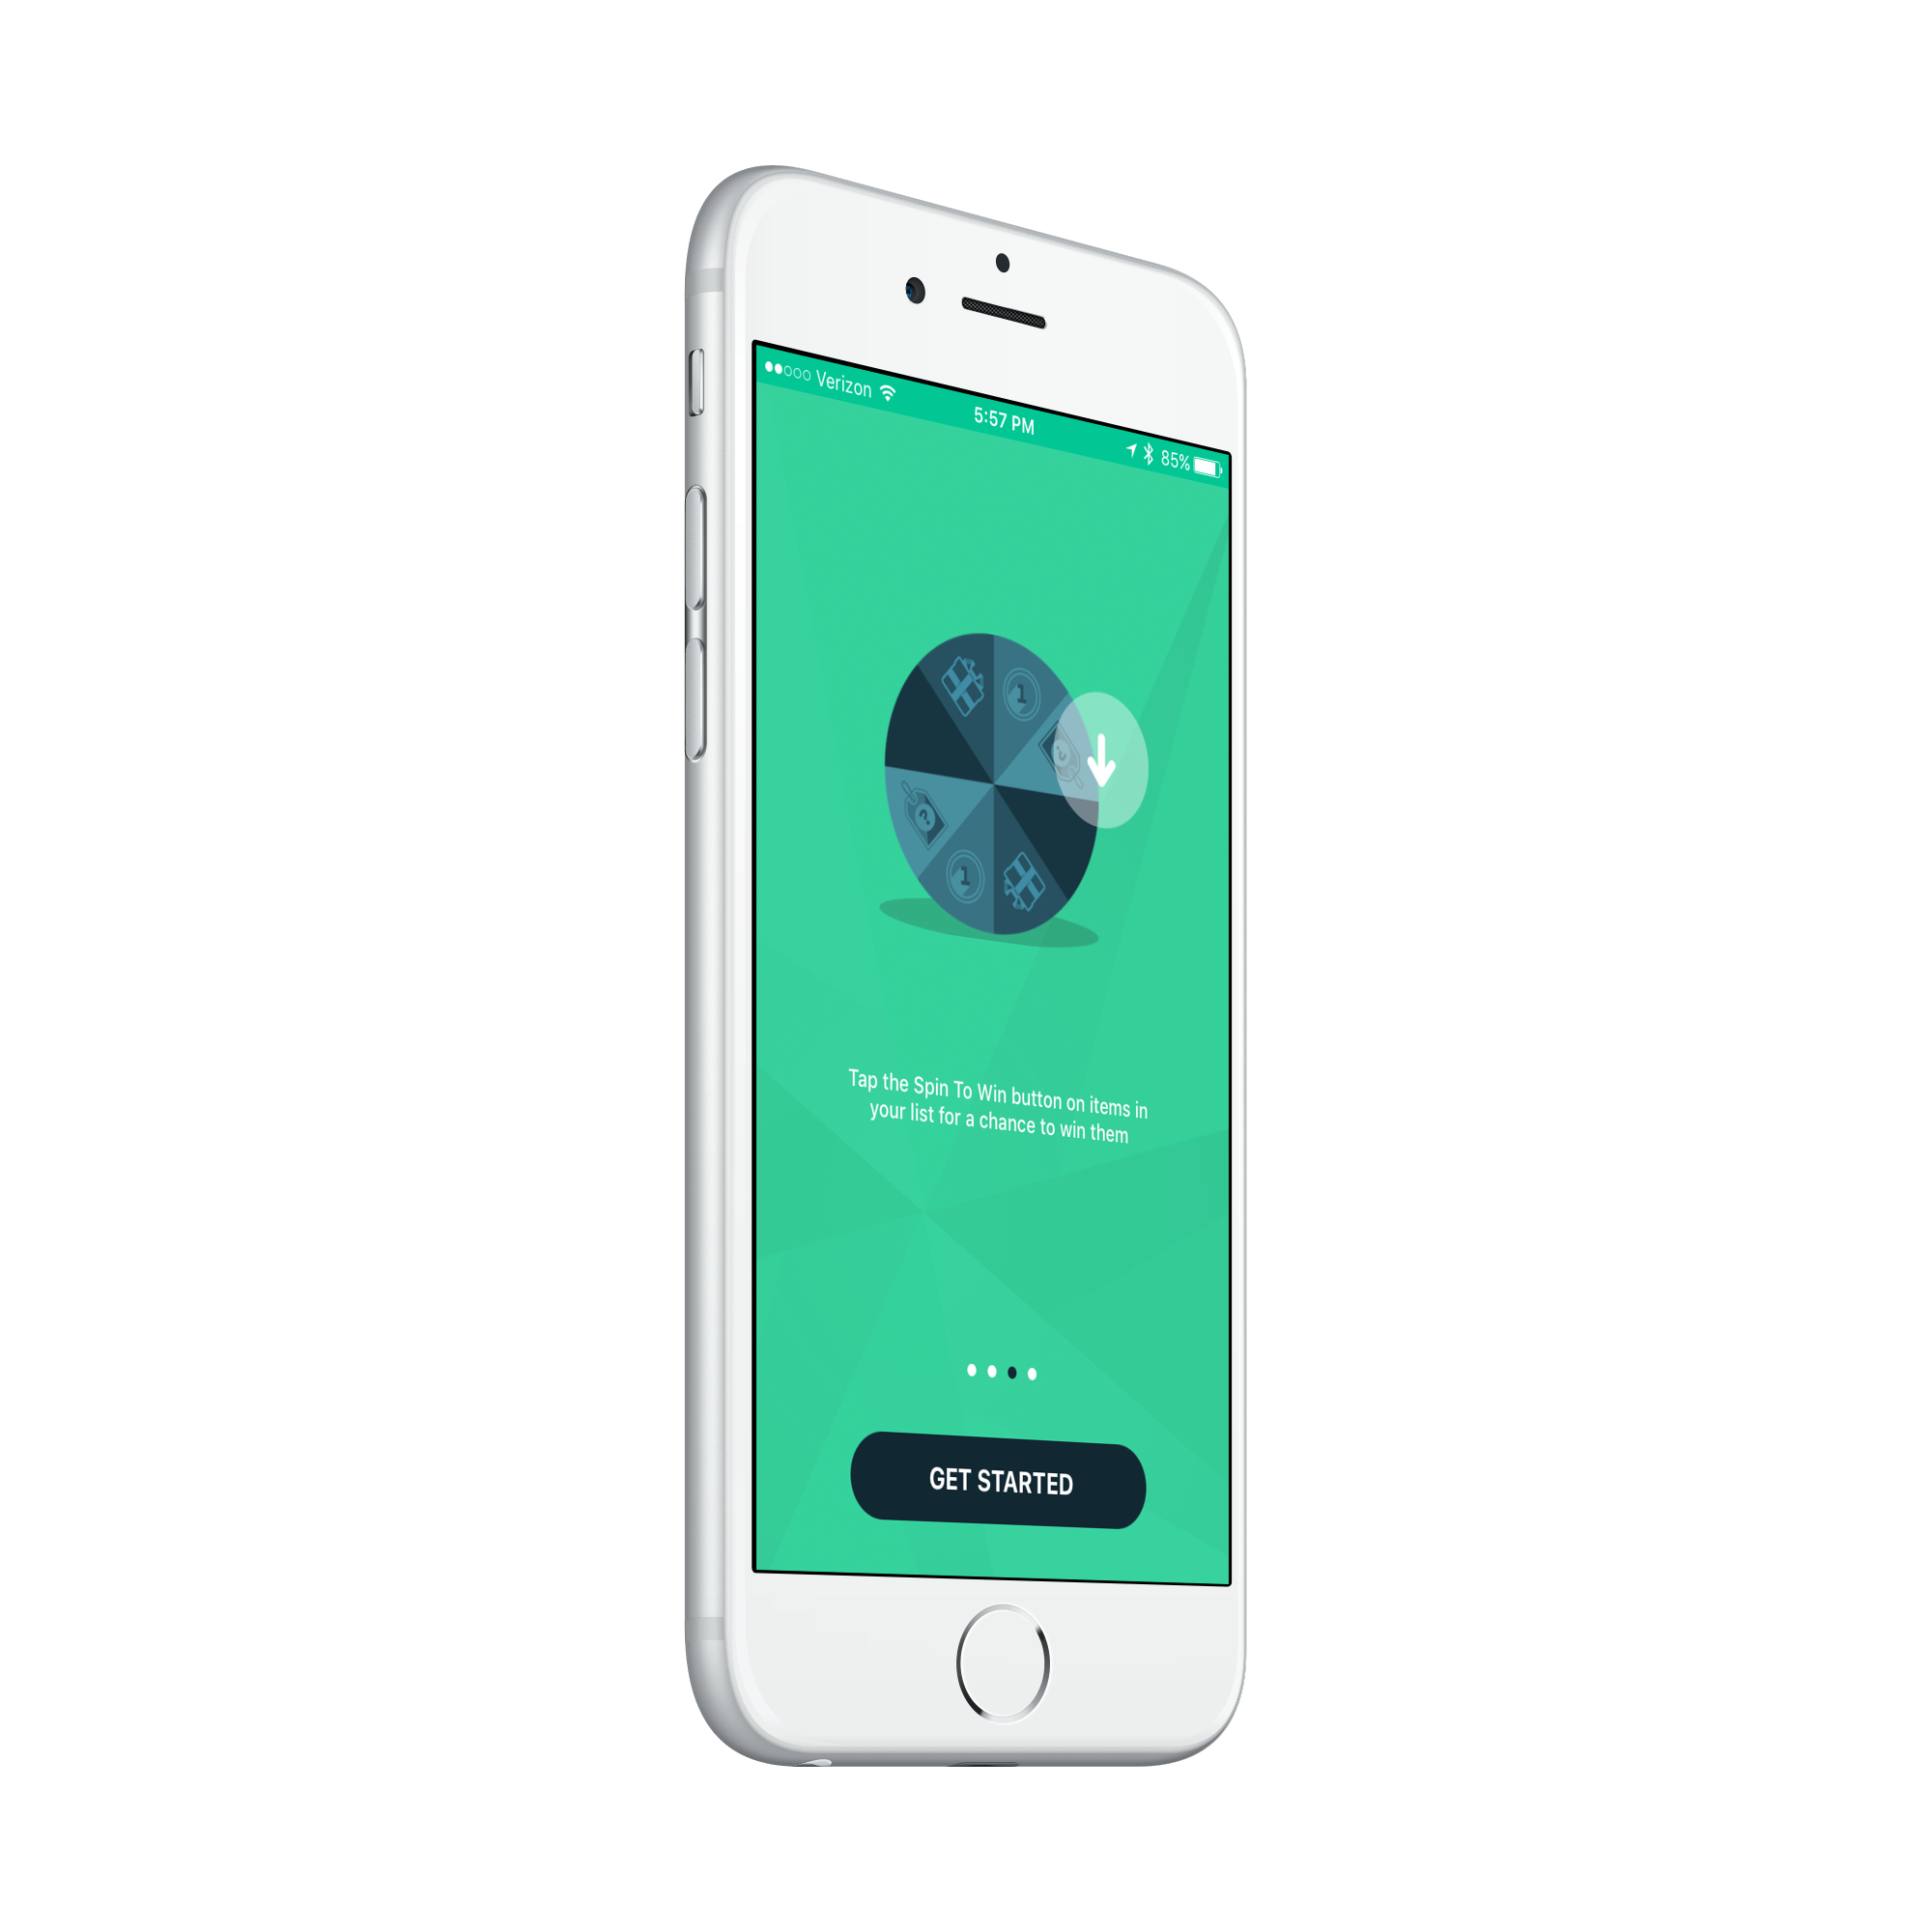 Verizon
5:57 PM
85%
1
?
?
1
Tap the Spin To Win button on items in
your list for a chance to win them
GET STARTED